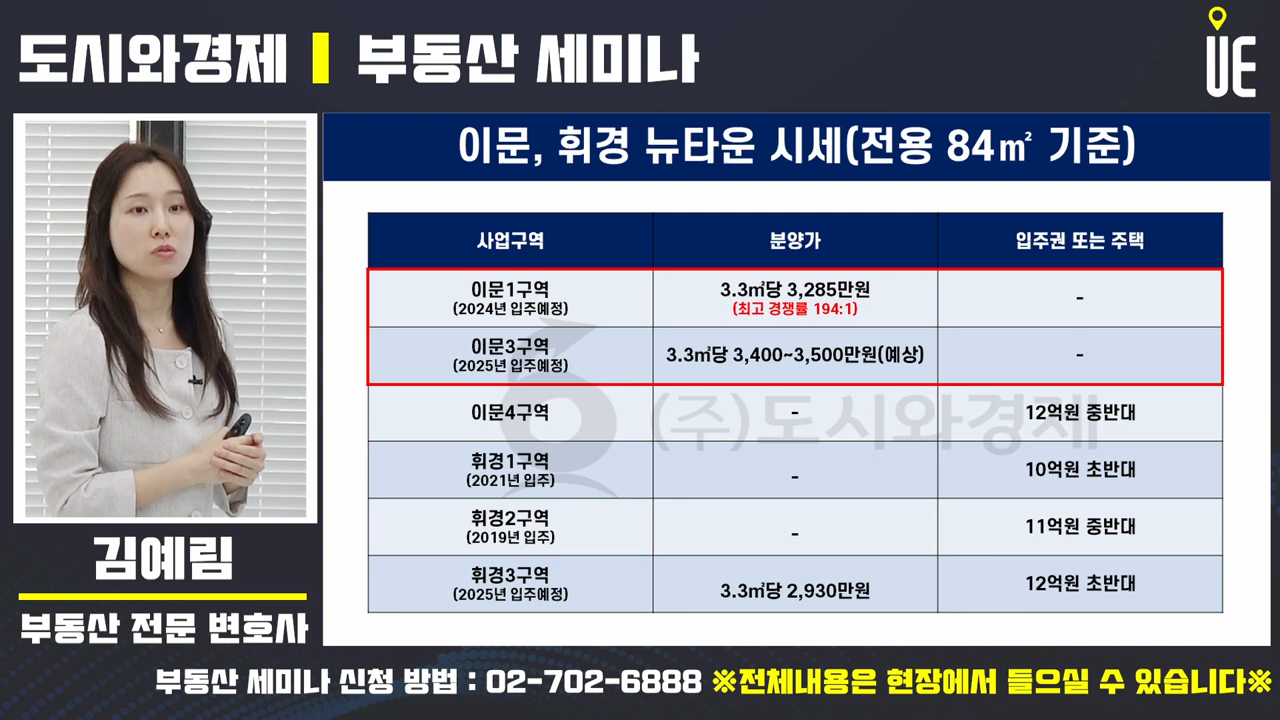 도시와경제 | 부동산 세미나
UE
이문, 휘경 뉴타운 시세(전용 84㎡ 기준)
사업구역 분양가 입주권 또는 주택
이문1구역 3.3㎡당 3,285만원 -
(2024년 입주예정) (최고 경쟁률 194:1)
이문3구역 3.3㎡당 3,400~3,500만원(예상) -
(2025년 입주예정)
이문4구역 - 12억원 중반대
휘경1구역 - 10억원 초반대
(2021년 입주)
휘경2구역 - 11억원 중반대
(2019년 입주)
휘경3구역 3.3㎡당 2,930만원 12억원 초반대
(2025년 입주예정)
(주)도시와경제
김예림
부동산 전문 변호사
부동산 세미나 신청 방법 : 02-702-6888 ※전체내용은 현장에서 들으실 수 있습니다※